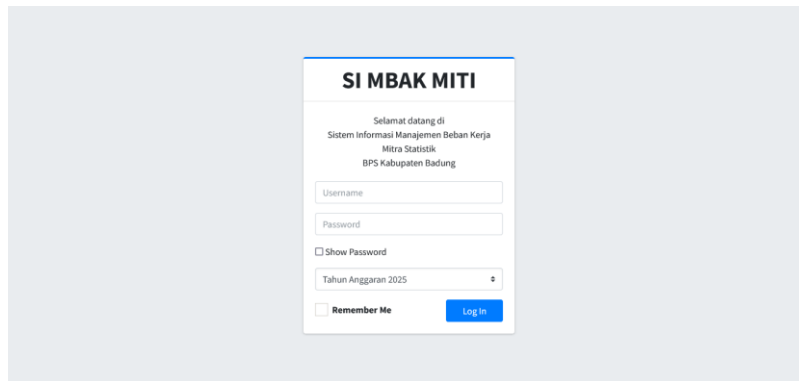 SI MBAK MITI
Selamat datang di
Sistem Informasi Manajemen Beban Kerja
Mitra Statistik
BPS Kabupaten Badung
Username
Password
Show Password
Tahun Anggaran 2025
Remember Me
Log In